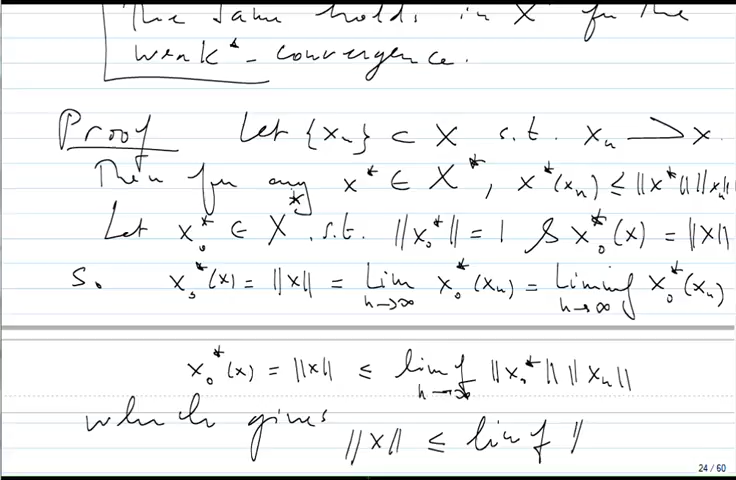 The same holds in X* for the
weak* - convergence.
Proof Let {xₙ} ⊂ X s.t. xₙ ⇀ x.
Then for any x* ∈ X*, x*(xₙ) ≤ ||x*|| ||xₙ||
Let x₀* ∈ X* s.t. ||x₀*|| = 1 & x₀*(x) = ||x||
So x₀*(x) = ||x|| = lim n→∞ x₀*(xₙ) = liminf n→∞ x₀*(xₙ)
x₀*(x) = ||x|| ≤ liminf n→∞ ||x₀*|| ||xₙ||
which gives
||x|| ≤ liminf ||
24 / 60